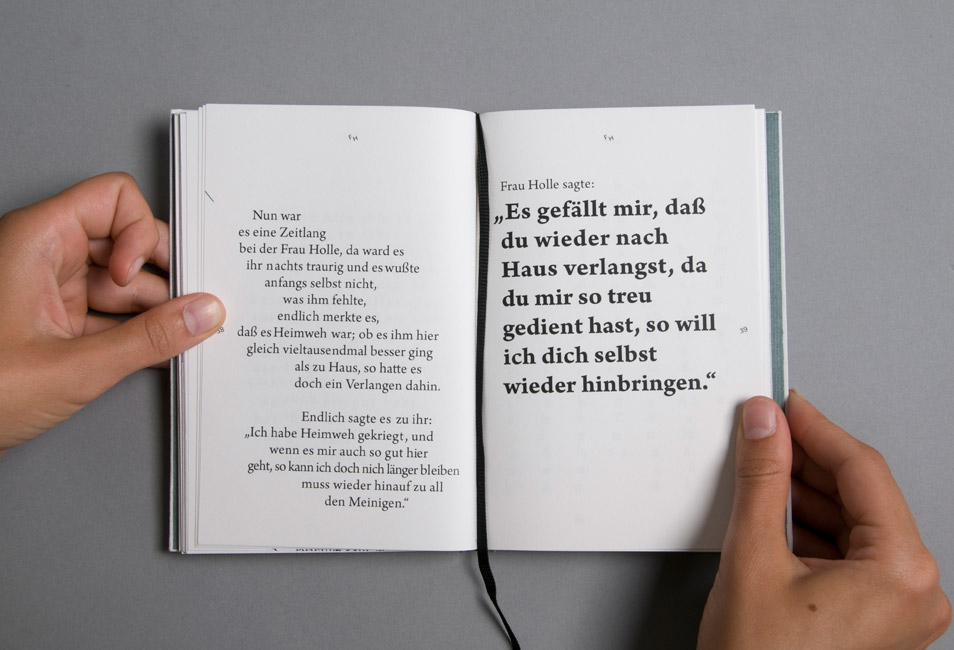 FH
Nun war
es eine Zeitlang
bei der Frau Holle, da ward es
ihr nachts traurig und es wußte
anfangs selbst nicht,
was ihm fehlte,
endlich merkte es,
daß es Heimweh war; ob es ihm hier
gleich vieltausendmal besser ging
als zu Haus, so hatte es
doch ein Verlangen dahin.
Endlich sagte es zu ihr:
„Ich habe Heimweh gekriegt, und
wenn es mir auch so gut hier
geht, so kann ich doch nich länger bleiben
muss wieder hinauf zu all
den Meinigen.“
38
FH
Frau Holle sagte:
„Es gefällt mir, daß
du wieder nach
Haus verlangst, da
du mir so treu
gedient hast, so will
ich dich selbst
wieder hinbringen.“
39